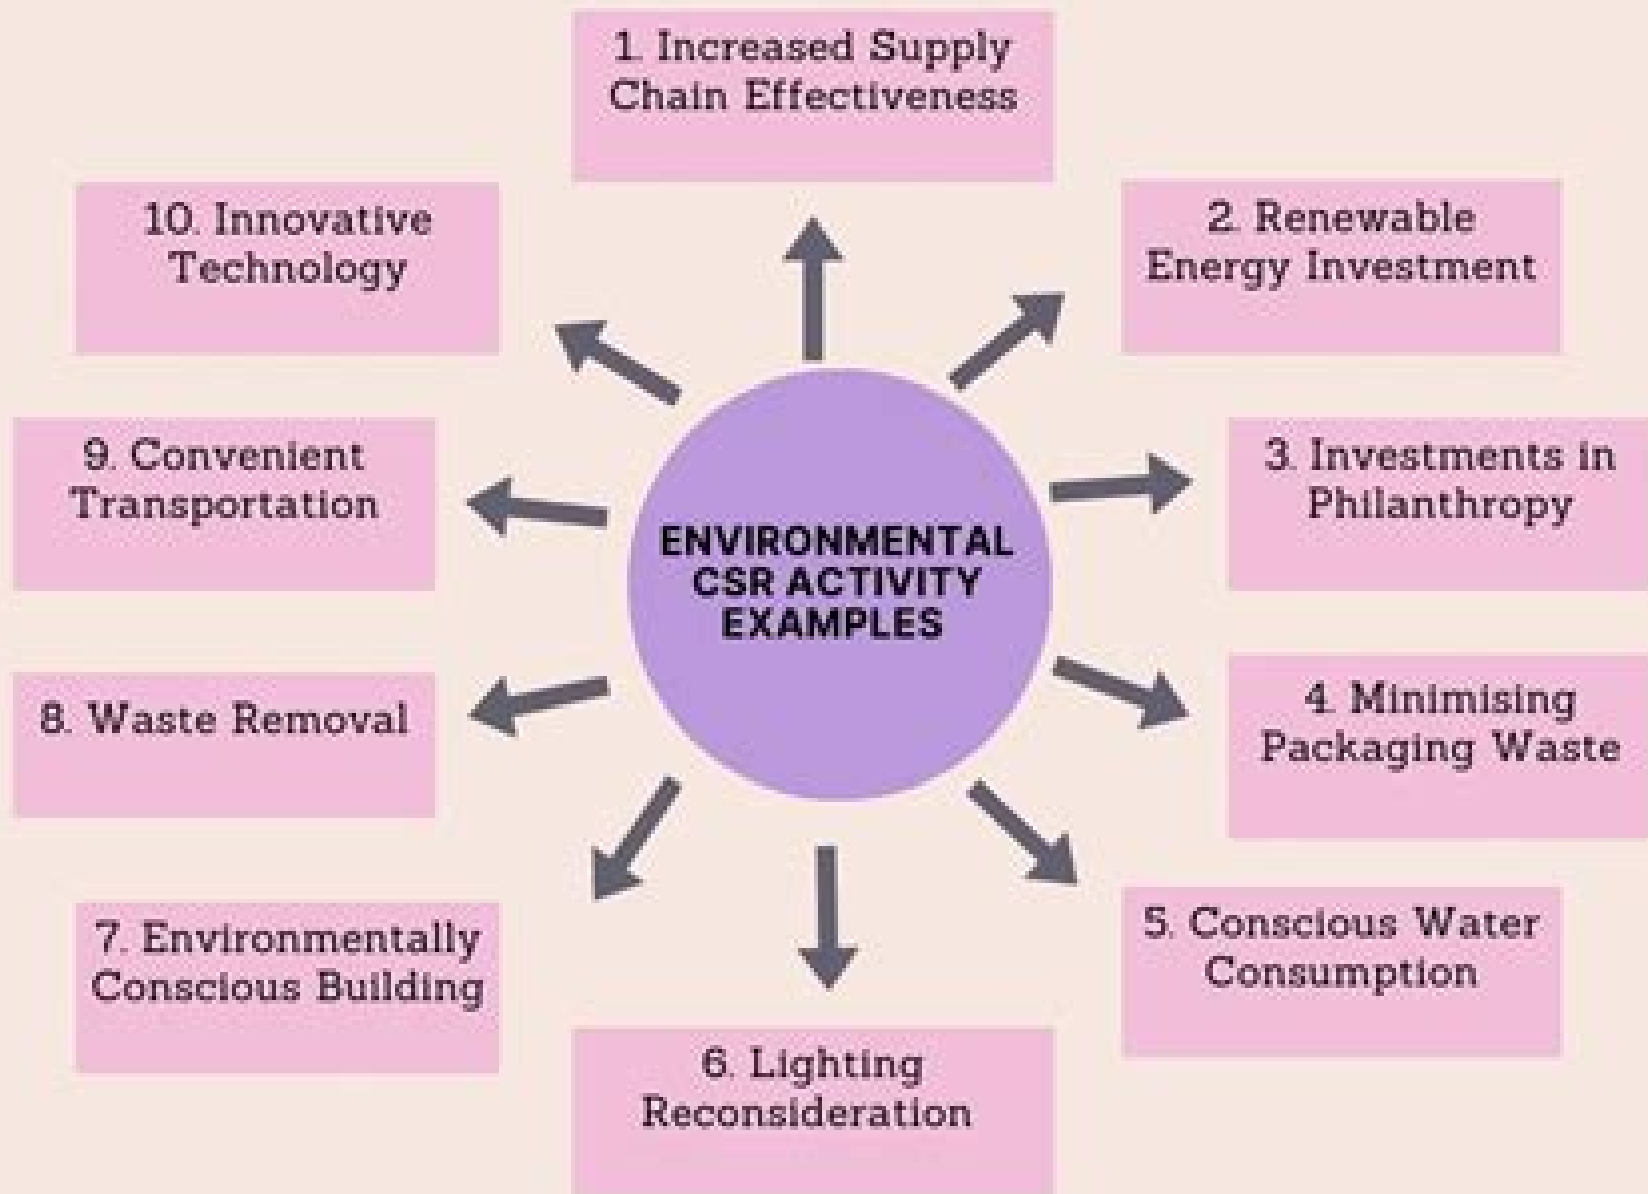 1. Increased Supply
Chain Effectiveness
2. Renewable
Energy Investment
3. Investments in
Philanthropy
4. Minimising
Packaging Waste
5. Conscious Water
Consumption
6. Lighting
Reconsideration
7. Environmentally
Conscious Building
8. Waste Removal
9. Convenient
Transportation
10. Innovative
Technology
ENVIRONMENTAL
CSR ACTIVITY
EXAMPLES